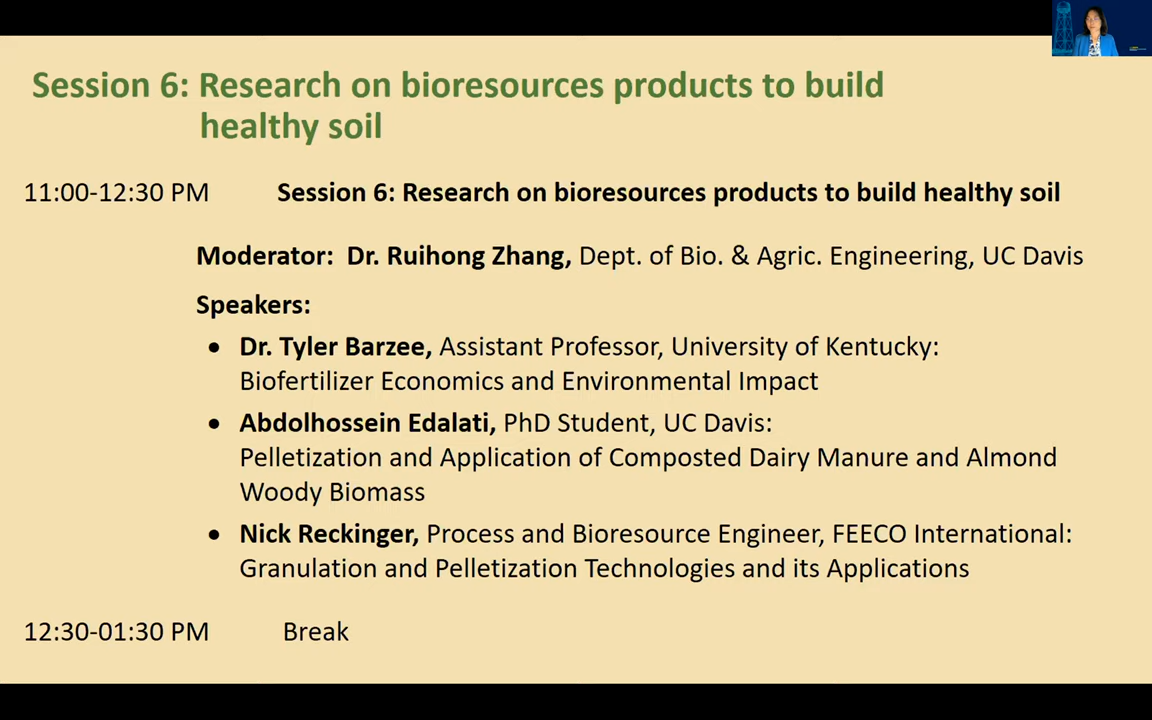 Session 6: Research on bioresources products to build
healthy soil
11:00-12:30 PM Session 6: Research on bioresources products to build healthy soil
Moderator: Dr. Ruihong Zhang, Dept. of Bio. & Agric. Engineering, UC Davis
Speakers:
• Dr. Tyler Barzee, Assistant Professor, University of Kentucky:
Biofertilizer Economics and Environmental Impact
• Abdolhossein Edalati, PhD Student, UC Davis:
Pelletization and Application of Composted Dairy Manure and Almond
Woody Biomass
• Nick Reckinger, Process and Bioresource Engineer, FEECO International:
Granulation and Pelletization Technologies and its Applications
12:30-01:30 PM Break